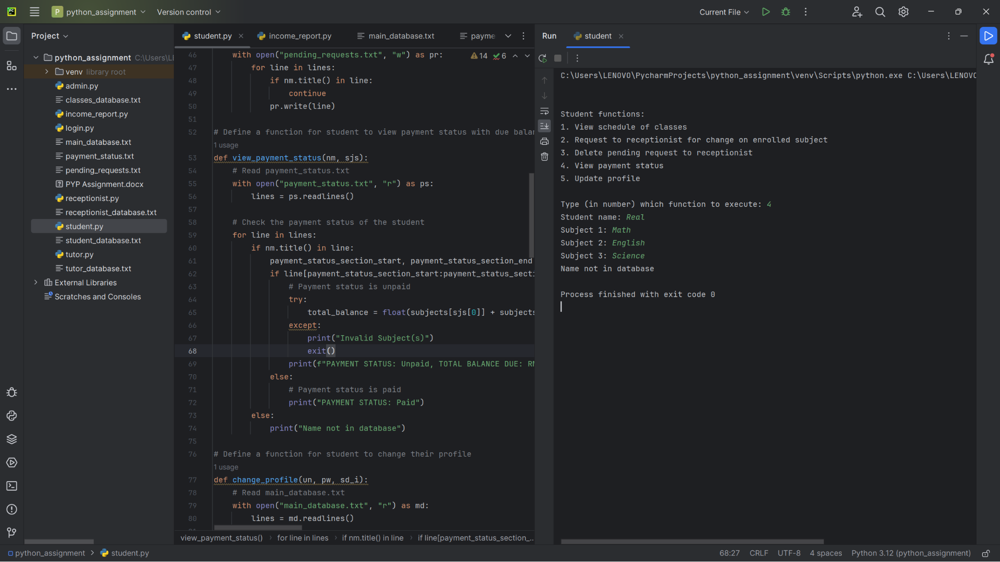 python_assignment
Version control
Current File
Project
python_assignment C:\Users\LE
venv library root
admin.py
classes_database.txt
income_report.py
login.py
main_database.txt
payment_status.txt
pending_requests.txt
PYP Assignment.docx
receptionist.py
receptionist_database.txt
student.py
student_database.txt
tutor.py
tutor_database.txt
External Libraries
Scratches and Consoles
student.py
income_report.py
main_database.txt
payme
14 6
46 with open("pending_requests.txt", "w") as pr:
47 for line in lines:
48 if nm.title() in line:
49 continue
50 pr.write(line)
51
52 # Define a function for student to view payment status with due balan
1 usage
53 def view_payment_status(nm, sjs):
54 # Read payment_status.txt
55 with open("payment_status.txt", "r") as ps:
56 lines = ps.readlines()
57
58 # Check the payment status of the student
59 for line in lines:
60 if nm.title() in line:
61 payment_status_section_start, payment_status_section_end
62 if line[payment_status_section_start:payment_status_secti
63 # Payment status is unpaid
64 try:
65 total_balance = float(subjects[sjs[0]] + subjects
66 except:
67 print("Invalid Subject(s)")
68 exit()
69 print(f"PAYMENT STATUS: Unpaid, TOTAL BALANCE DUE: RM
70 else:
71 # Payment status is paid
72 print("PAYMENT STATUS: Paid")
73 else:
74 print("Name not in database")
75
76 # Define a function for student to change their profile
1 usage
77 def change_profile(un, pw, sd_i):
78 # Read main_database.txt
79 with open("main_database.txt", "r") as md:
80 lines = md.readlines()
view_payment_status() › for line in lines › if nm.title() in line › if line[payment_status_section_...
Run
student
C:\Users\LENOVO\PycharmProjects\python_assignment\venv\Scripts\python.exe C:\Users\LENOVO
Student functions:
1. View schedule of classes
2. Request to receptionist for change on enrolled subject
3. Delete pending request to receptionist
4. View payment status
5. Update profile
Type (in number) which function to execute: 4
Student name: Real
Subject 1: Math
Subject 2: English
Subject 3: Science
Name not in database
Process finished with exit code 0
python_assignment › student.py
68:27 CRLF UTF-8 4 spaces Python 3.12 (python_assignment)